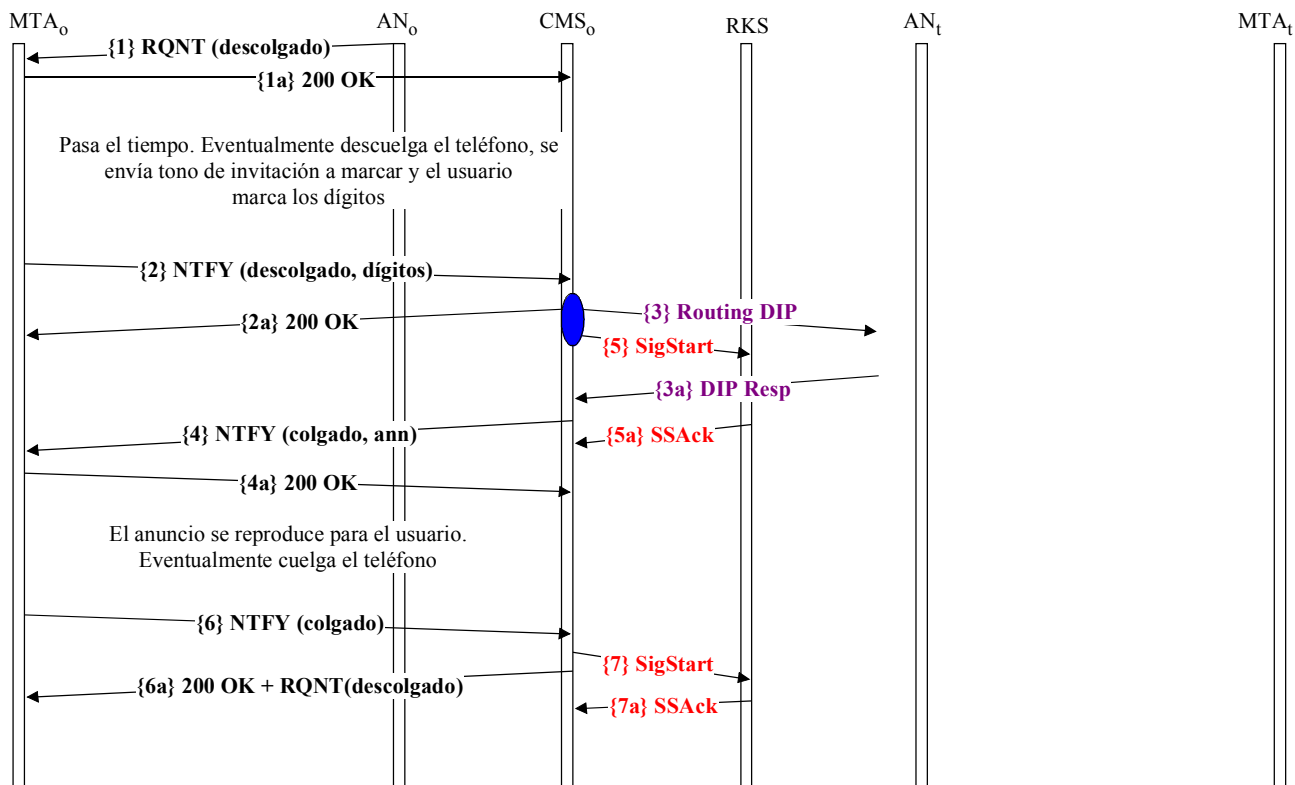 MTAo ANo CMSo RKS ANt MTAt
{1} RQNT (descolgado)
{1a} 200 OK
Pasa el tiempo. Eventualmente descuelga el teléfono, se
envía tono de invitación a marcar y el usuario
marca los dígitos
{2} NTFY (descolgado, dígitos)
{2a} 200 OK
{3} Routing DIP
{5} SigStart
{3a} DIP Resp
{4} NTFY (colgado, ann)
{5a} SSAck
{4a} 200 OK
El anuncio se reproduce para el usuario.
Eventualmente cuelga el teléfono
{6} NTFY (colgado)
{7} SigStart
{6a} 200 OK + RQNT(descolgado)
{7a} SSAck